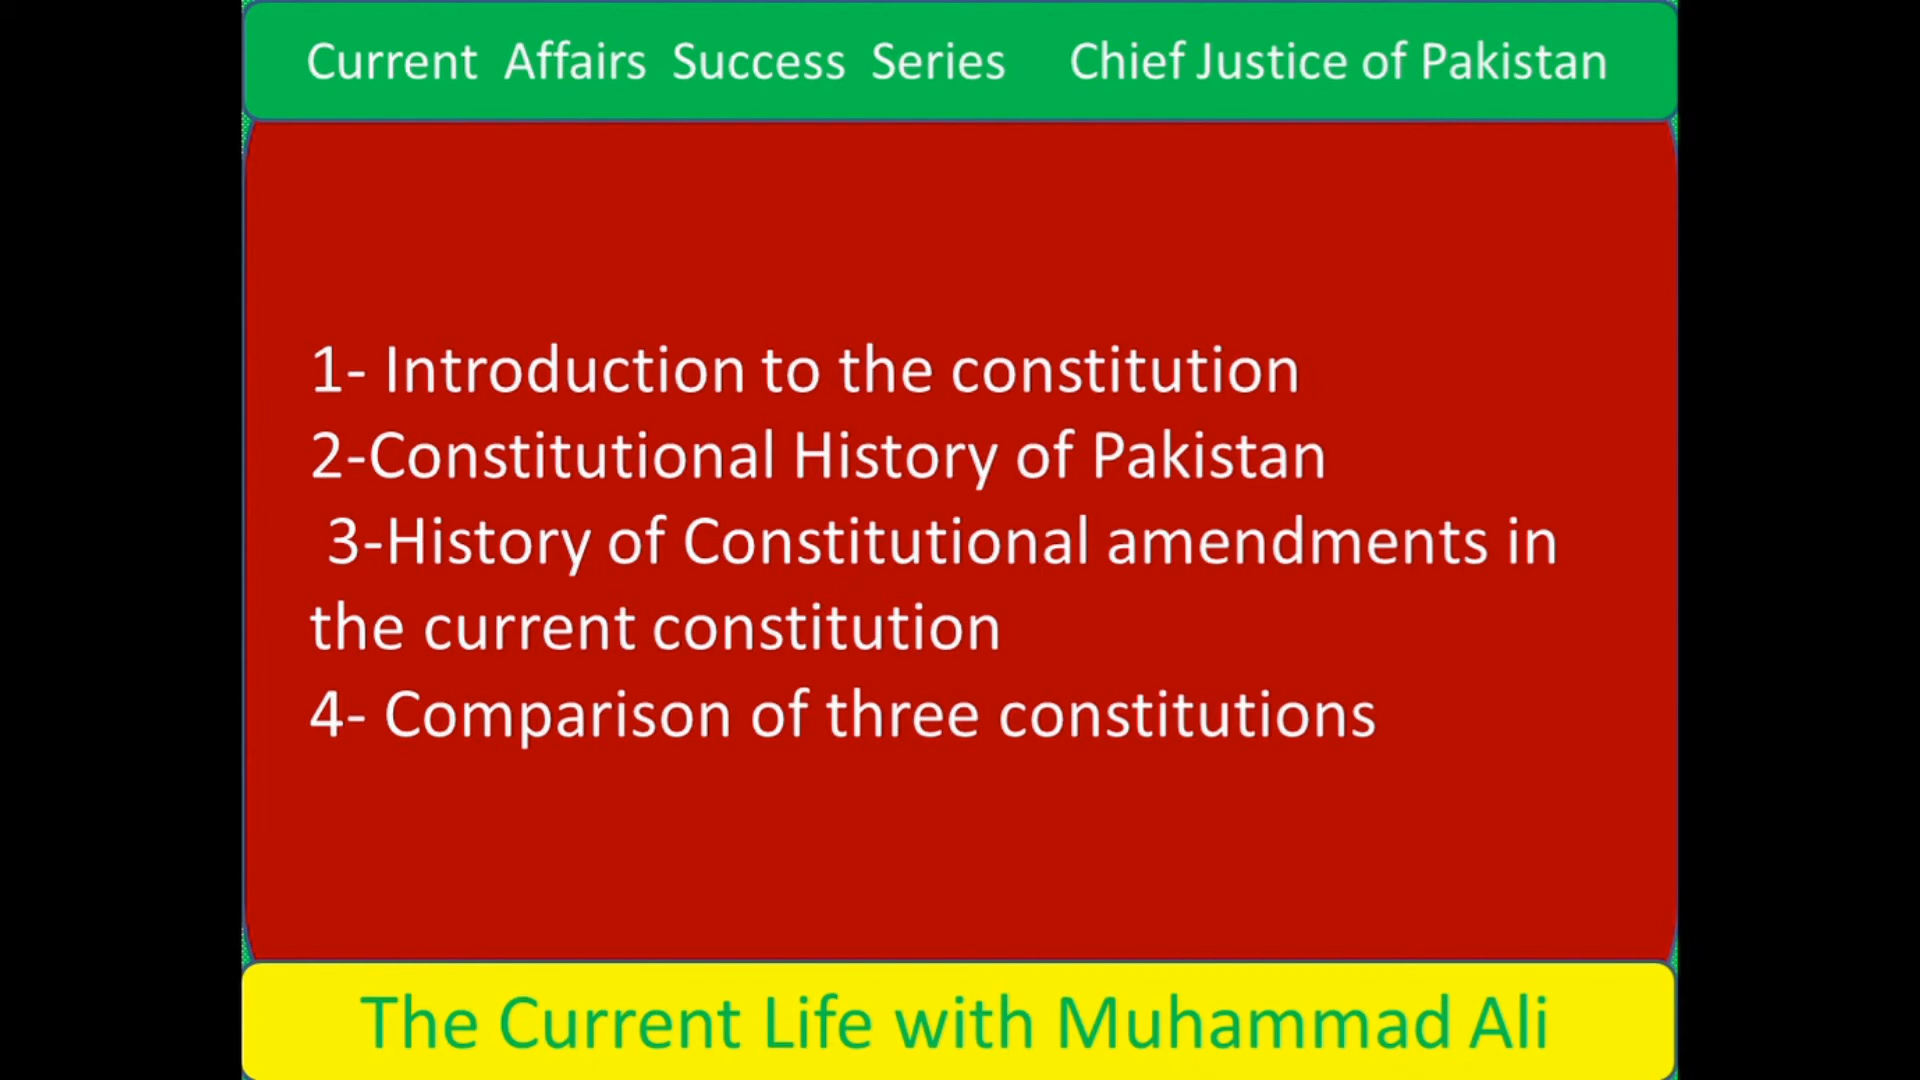 Current Affairs Success Series Chief Justice of Pakistan
1- Introduction to the constitution
2-Constitutional History of Pakistan
3-History of Constitutional amendments in
the current constitution
4- Comparison of three constitutions
The Current Life with Muhammad Ali